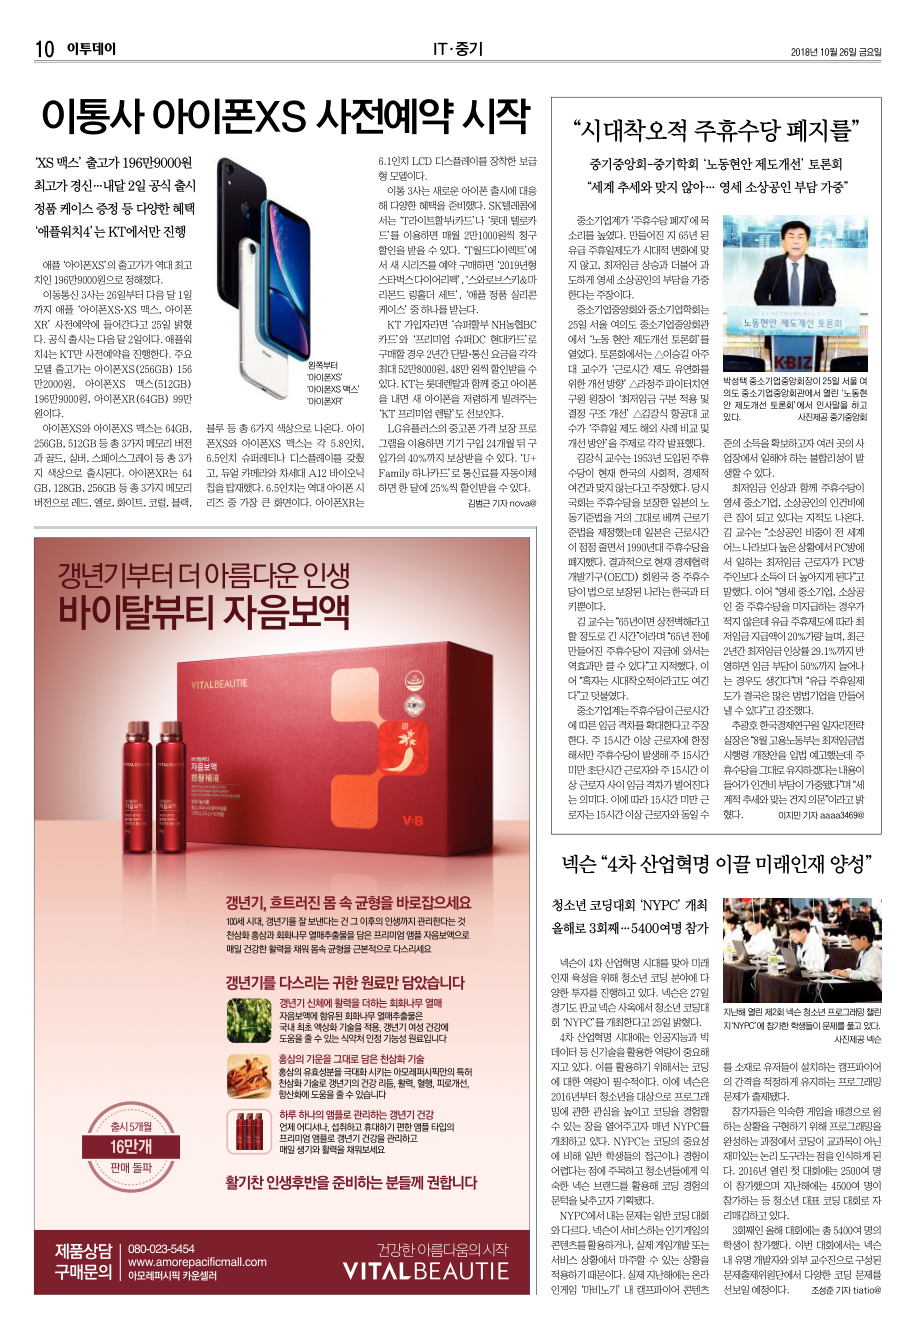 10 이투데이
IT·중기
2018년 10월 26일 금요일
이통사 아이폰XS 사전예약 시작
‘XS 맥스’ 출고가 196만9000원
최고가 경신…내달 2일 공식 출시
정품 케이스 증정 등 다양한 혜택
‘애플워치4’는 KT에서만 진행
애플 ‘아이폰XS’의 출고가가 역대 최고
치인 196만9000원으로 정해졌다.
이동통신 3사는 26일부터 다음 달 1일
까지 애플 ‘아이폰XS·XS 맥스, 아이폰
XR’ 사전예약에 들어간다고 25일 밝혔
다. 공식 출시는 다음 달 2일이다. 애플워
치4는 KT만 사전예약을 진행한다. 주요
모델 출고가는 아이폰XS(256GB) 156
만2000원, 아이폰XS 맥스(512GB)
196만9000원, 아이폰XR(64GB) 99만
원이다.
아이폰XS와 아이폰XS 맥스는 64GB,
256GB, 512GB 등 총 3가지 메모리 버전
과 골드, 실버, 스페이스그레이 등 총 3가
지 색상으로 출시된다. 아이폰XR는 64
GB, 128GB, 256GB 등 총 3가지 메모리
버전으로 레드, 옐로, 화이트, 코럴, 블랙,
왼쪽부터
‘아이폰XS’
‘아이폰XS 맥스’
‘아이폰XR’
블루 등 총 6가지 색상으로 나온다. 아이
폰XS와 아이폰XS 맥스는 각 5.8인치,
6.5인치 슈퍼레티나 디스플레이를 갖췄
고, 듀얼 카메라와 차세대 A12 바이오닉
칩을 탑재했다. 6.5인치는 역대 아이폰 시
리즈 중 가장 큰 화면이다. 아이폰XR는
6.1인치 LCD 디스플레이를 장착한 보급
형 모델이다.
이통 3사는 새로운 아이폰 출시에 대응
해 다양한 혜택을 준비했다. SK텔레콤에
서는 ‘T라이트할부카드’나 ‘롯데 텔로카
드’를 이용하면 매월 2만1000원씩 청구
할인을 받을 수 있다. ‘T월드다이렉트’에
서 새 시리즈를 예약 구매하면 ‘2019년형
스타벅스 다이어리팩’, ‘스와로브스키&마
리몬드 링홀더 세트’, ‘애플 정품 실리콘
케이스’ 중 하나를 받는다.
KT 가입자라면 ‘슈퍼할부 NH농협BC
카드’와 ‘프리미엄 슈퍼DC 현대카드’로
구매할 경우 2년간 단말·통신 요금을 각각
최대 52만8000원, 48만 원씩 할인받을 수
있다. KT는 롯데렌탈과 함께 중고 아이폰
을 내면 새 아이폰을 저렴하게 빌려주는
‘KT 프리미엄 렌탈’도 선보인다.
LG유플러스의 중고폰 가격 보장 프로
그램을 이용하면 기기 구입 24개월 뒤 구
입가의 40%까지 보상받을 수 있다. ‘U+
Family 하나카드’로 통신료를 자동이체
하면 한 달에 25%씩 할인받을 수 있다.
김범근 기자 nova@
“시대착오적 주휴수당 폐지를”
중기중앙회-중기학회 ‘노동현안 제도개선’ 토론회
“세계 추세와 맞지 않아… 영세 소상공인 부담 가중”
중소기업계가 ‘주휴수당 폐지’에 목
소리를 높였다. 만들어진 지 65년 된
유급 주휴일제도가 시대적 변화에 맞
지 않고, 최저임금 상승과 더불어 과
도하게 영세 소상공인의 부담을 가중
한다는 주장이다.
중소기업중앙회와 중소기업학회는
25일 서울 여의도 중소기업중앙회관
에서 ‘노동 현안 제도개선 토론회’를
열었다. 토론회에서는 △이승길 아주
대 교수가 ‘근로시간 제도 유연화를
위한 개선 방향’ △라정주 파이터치연
구원 원장이 ‘최저임금 구분 적용 및
결정 구조 개선’ △김강식 항공대 교
수가 ‘주휴일 제도 해외 사례 비교 및
개선 방안’을 주제로 각각 발표했다.
김강식 교수는 1953년 도입된 주휴
수당이 현재 한국의 사회적, 경제적
여건과 맞지 않는다고 주장했다. 당시
국회는 주휴수당을 보장한 일본의 노
동기준법을 거의 그대로 베껴 근로기
준법을 제정했는데 일본은 근로시간
이 점점 줄면서 1990년대 주휴수당을
폐지했다. 결과적으로 현재 경제협력
개발기구(OECD) 회원국 중 주휴수
당이 법으로 보장된 나라는 한국과 터
키뿐이다.
김 교수는 “65년이면 상전벽해라고
할 정도로 긴 시간”이라며 “65년 전에
만들어진 주휴수당이 지금에 와서는
역효과만 클 수 있다”고 지적했다. 이
어 “혹자는 시대착오적이라고도 여긴
다”고 덧붙였다.
중소기업계는 주휴수당이 근로시간
에 따른 임금 격차를 확대한다고 주장
한다. 주 15시간 이상 근로자에 한정
해서만 주휴수당이 발생해 주 15시간
미만 초단시간 근로자와 주 15시간 이
상 근로자 사이 임금 격차가 벌어진다
는 의미다. 이에 따라 15시간 미만 근
로자는 15시간 이상 근로자와 동일 수
노동현안 제도개선 토론회
K-BIZ
박성택 중소기업중앙회장이 25일 서울 여
의도 중소기업중앙회관에서 열린 ‘노동현
안 제도개선 토론회’에서 인사말을 하고
있다. 사진제공 중기중앙회
준의 소득을 확보하고자 여러 곳의 사
업장에서 일해야 하는 불합리성이 발
생할 수 있다.
최저임금 인상과 함께 주휴수당이
영세 중소기업, 소상공인의 인건비에
큰 짐이 되고 있다는 지적도 나온다.
김 교수는 “소상공인 비중이 전 세계
어느 나라보다 높은 상황에서 PC방에
서 일하는 최저임금 근로자가 PC방
주인보다 소득이 더 높아지게 된다”고
말했다. 이어 “영세 중소기업, 소상공
인 중 주휴수당을 미지급하는 경우가
적지 않은데 유급 주휴제도에 따라 최
저임금 지급액이 20%가량 늘며, 최근
2년간 최저임금 인상률 29.1%까지 반
영하면 임금 부담이 50%까지 늘어나
는 경우도 생긴다”며 “유급 주휴일제
도가 결국은 많은 범법기업을 만들어
낼 수 있다”고 강조했다.
추광호 한국경제연구원 일자리전략
실장은 “8월 고용노동부는 최저임금법
시행령 개정안을 입법 예고했는데 주
휴수당을 그대로 유지하겠다는 내용이
들어가 인건비 부담이 가중됐다”며 “세
계적 추세와 맞는 건지 의문”이라고 밝
혔다. 이지민 기자 aaaa3469@
넥슨 “4차 산업혁명 이끌 미래인재 양성”
청소년 코딩대회 ‘NYPC’ 개최
올해로 3회째…5400여명 참가
넥슨이 4차 산업혁명 시대를 맞아 미래
인재 육성을 위해 청소년 코딩 분야에 다
양한 투자를 진행하고 있다. 넥슨은 27일
경기도 판교 넥슨 사옥에서 청소년 코딩대
회 ‘NYPC’를 개최한다고 25일 밝혔다.
4차 산업혁명 시대에는 인공지능과 빅
데이터 등 신기술을 활용한 역량이 중요해
지고 있다. 이를 활용하기 위해서는 코딩
에 대한 역량이 필수적이다. 이에 넥슨은
2016년부터 청소년을 대상으로 프로그래
밍에 관한 관심을 높이고 코딩을 경험할
수 있는 장을 열어주고자 매년 NYPC를
개최하고 있다. NYPC는 코딩의 중요성
에 비해 일반 학생들의 접근이나 경험이
어렵다는 점에 주목하고 청소년들에게 익
숙한 넥슨 브랜드를 활용해 코딩 경험의
문턱을 낮추고자 기획됐다.
NYPC에서 내는 문제는 일반 코딩 대회
와 다르다. 넥슨이 서비스하는 인기게임의
콘텐츠를 활용하거나, 실제 게임개발 또는
서비스 상황에서 마주할 수 있는 상황을
적용하기 때문이다. 실제 지난해에는 온라
인게임 ‘마비노기’ 내 캠프파이어 콘텐츠
지난해 열린 제2회 넥슨 청소년 프로그래밍 챌린
지 ‘NYPC’에 참가한 학생들이 문제를 풀고 있다.
사진제공 넥슨
를 소재로 유저들이 설치하는 캠프파이어
의 간격을 적정하게 유지하는 프로그래밍
문제가 출제됐다.
참가자들은 익숙한 게임을 배경으로 원
하는 상황을 구현하기 위해 프로그래밍을
완성하는 과정에서 코딩이 교과목이 아닌
재미있는 논리 도구라는 점을 인식하게 된
다. 2016년 열린 첫 대회에는 2500여 명
이 참가했으며 지난해에는 4500여 명이
참가하는 등 청소년 대표 코딩 대회로 자
리매김하고 있다.
3회째인 올해 대회에는 총 5400여 명의
학생이 참가했다. 이번 대회에서는 넥슨
내 유명 개발자와 외부 교수진으로 구성된
문제출제위원단에서 다양한 코딩 문제를
선보일 예정이다. 조성준 기자 tiatio@
갱년기부터 더 아름다운 인생
바이탈뷰티 자음보액
VITALBEAUTIE
바이탈뷰티
자음보액
V·B
갱년기, 흐트러진 몸 속 균형을 바로잡으세요
100세 시대, 갱년기를 잘 보낸다는 건 그 이후의 인생까지 관리한다는 것
천삼화 홍삼과 회화나무 열매추출물을 담은 프리미엄 앰플 자음보액으로
매일 건강한 활력을 채워 몸속 균형을 근본적으로 다스리세요
갱년기를 다스리는 귀한 원료만 담았습니다
갱년기 신체에 활력을 더하는 회화나무 열매
자음보액에 함유된 회화나무 열매추출물은
국내 최초 액상화 기술을 적용, 갱년기 여성 건강에
도움을 줄 수 있는 식약처 인정 기능성 원료입니다
홍삼의 기운을 그대로 담은 천삼화 기술
홍삼의 유효성분을 극대화 시키는 아모레퍼시픽만의 특허
천삼화 기술로 갱년기의 건강 리듬, 활력, 혈행, 피로개선,
항산화에 도움을 줄 수 있습니다
하루 하나의 앰플로 관리하는 갱년기 건강
언제 어디서나, 섭취하고 휴대하기 편한 앰플 타입의
프리미엄 앰플로 갱년기 건강을 관리하고
매일 생기와 활력을 채워보세요
활기찬 인생후반을 준비하는 분들께 권합니다
출시 5개월
16만개
판매 돌파
제품상담
구매문의
080-023-5454
www.amorepacificmall.com
아모레퍼시픽 카운셀러
건강한 아름다움의 시작
VITALBEAUTIE